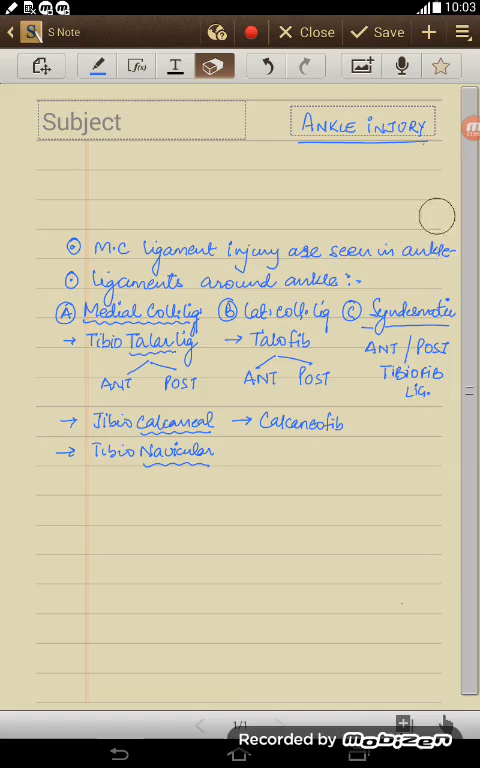 10:03
S Note
Close
Save
Subject
ANKLE INJURY
M.C ligament injury are seen in ankle
ligaments around ankle :-
A Medial Coll. lig. B Lat. coll. lig C Syndesmotic
→ Tibio Talar lig → Talofib ANT / POST
ANT POST ANT POST TIBIOFIB
LIG.
→ Tibio Calcaneal → Calcaneofib
→ Tibio Navicular
1/1
Recorded by mobizen